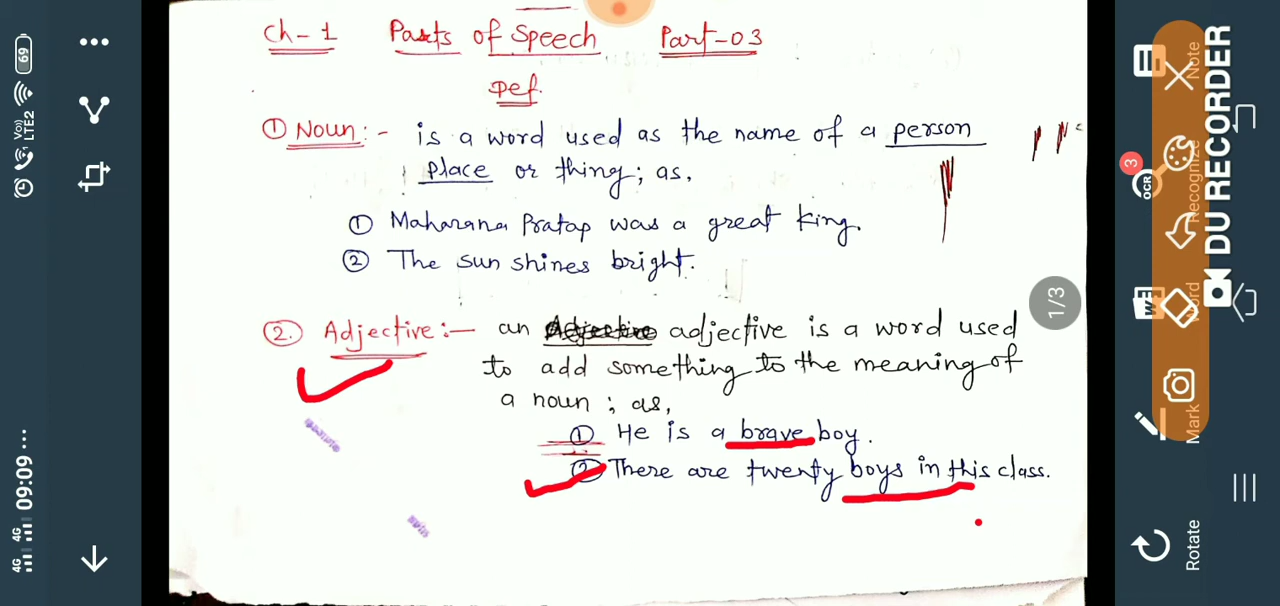 Ch-1 Parts of Speech Part-03
Def.
① Noun:- is a word used as the name of a person
place or thing; as,
① Maharana Pratap was a great king.
② The sun shines bright.
②. Adjective:- an Adjective adjective is a word used
to add something to the meaning of
a noun; as,
① He is a brave boy.
② There are twenty boys in this class.
1/3
69
LTE2
09:09 ...
4G 4G
3
OCR
Note
Recognize
Word
Mark
Rotate
DU RECORDER